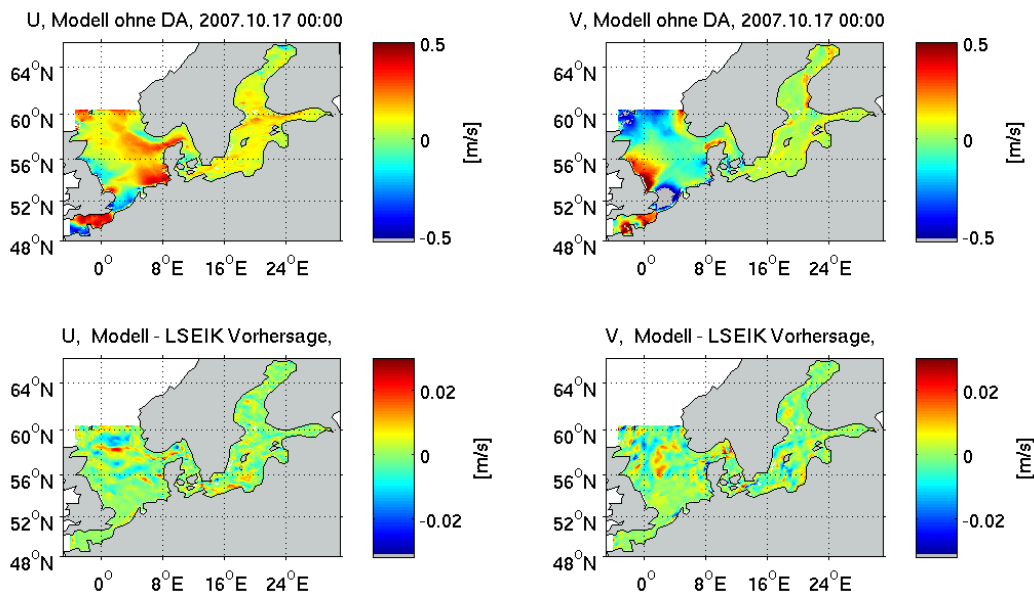 U, Modell ohne DA, 2007.10.17 00:00
64°N
60°N
56°N
52°N
48°N
0°
8°E
16°E
24°E
0.5
0
-0.5
[m/s]
V, Modell ohne DA, 2007.10.17 00:00
64°N
60°N
56°N
52°N
48°N
0°
8°E
16°E
24°E
0.5
0
-0.5
[m/s]
U, Modell - LSEIK Vorhersage,
64°N
60°N
56°N
52°N
48°N
0°
8°E
16°E
24°E
0.02
0
-0.02
[m/s]
V, Modell - LSEIK Vorhersage,
64°N
60°N
56°N
52°N
48°N
0°
8°E
16°E
24°E
0.02
0
-0.02
[m/s]